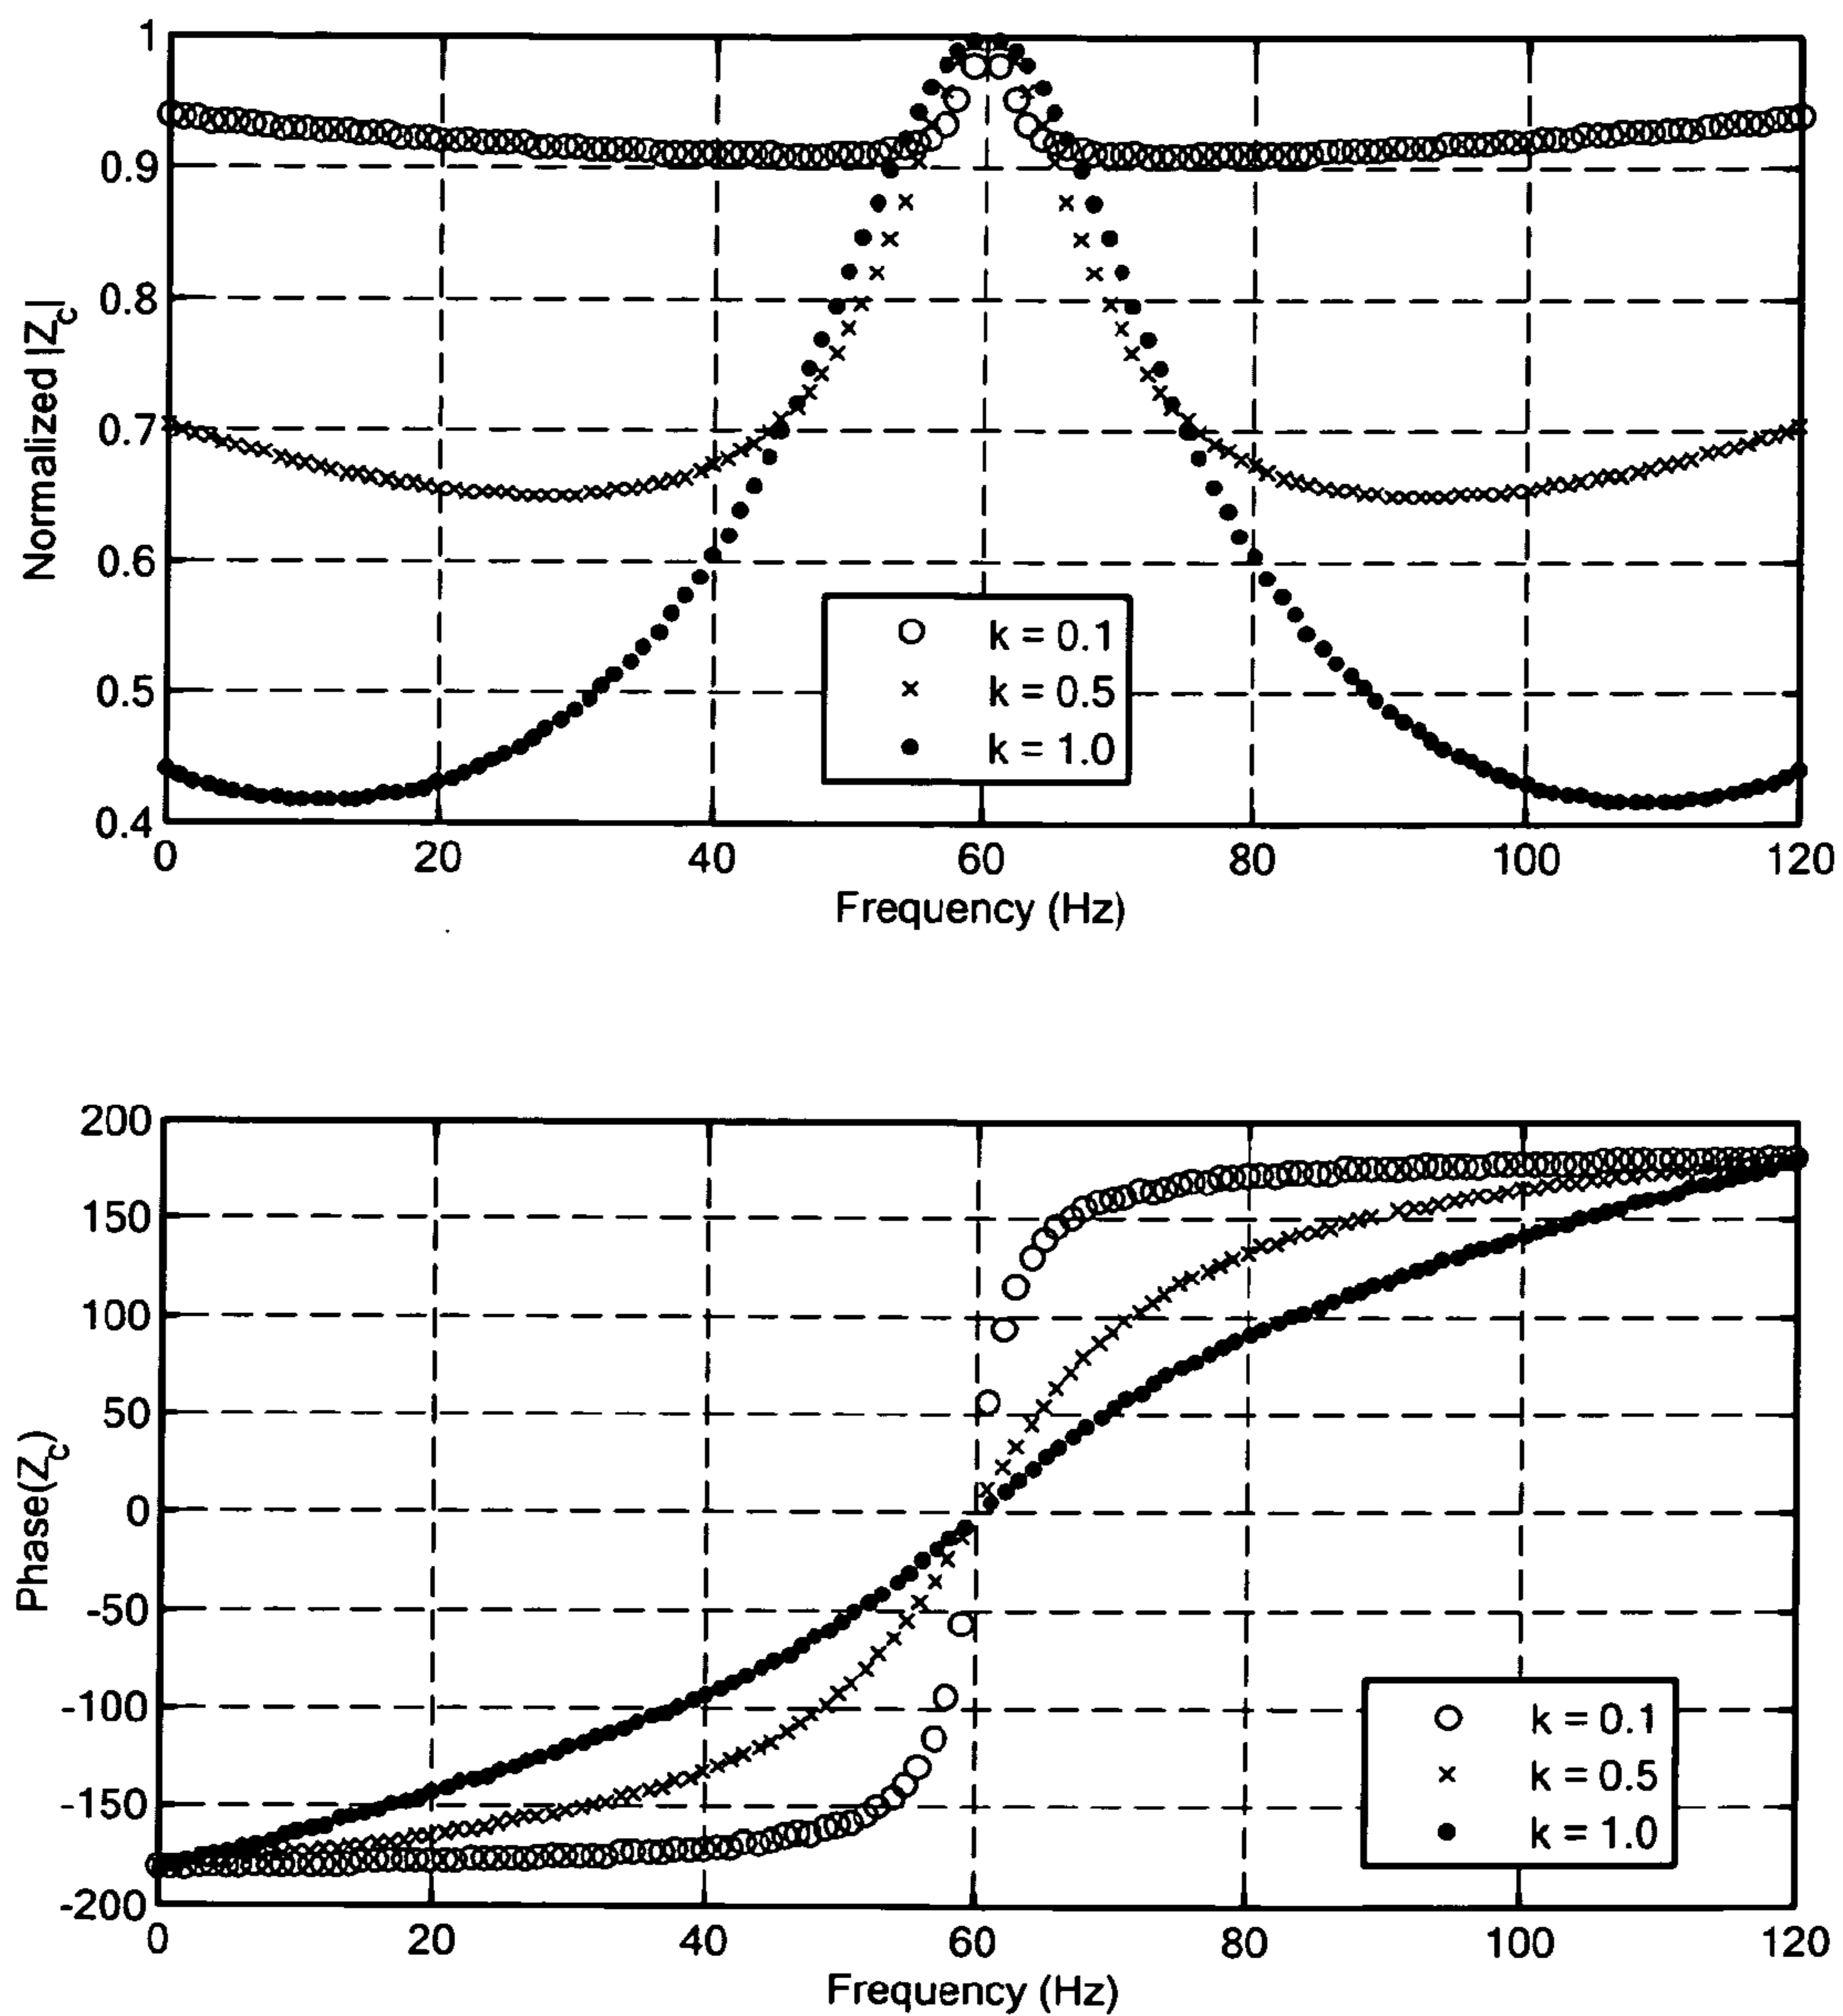 1
0.9
0.8
0.7
0.6
0.5
0.4
Normalized |Zc|
0 20 40 60 80 100 120
Frequency (Hz)
k = 0.1
k = 0.5
k = 1.0
200
150
100
50
0
-50
-100
-150
-200
Phase(Zc)
0 20 40 60 80 100 120
Frequency (Hz)
k = 0.1
k = 0.5
k = 1.0